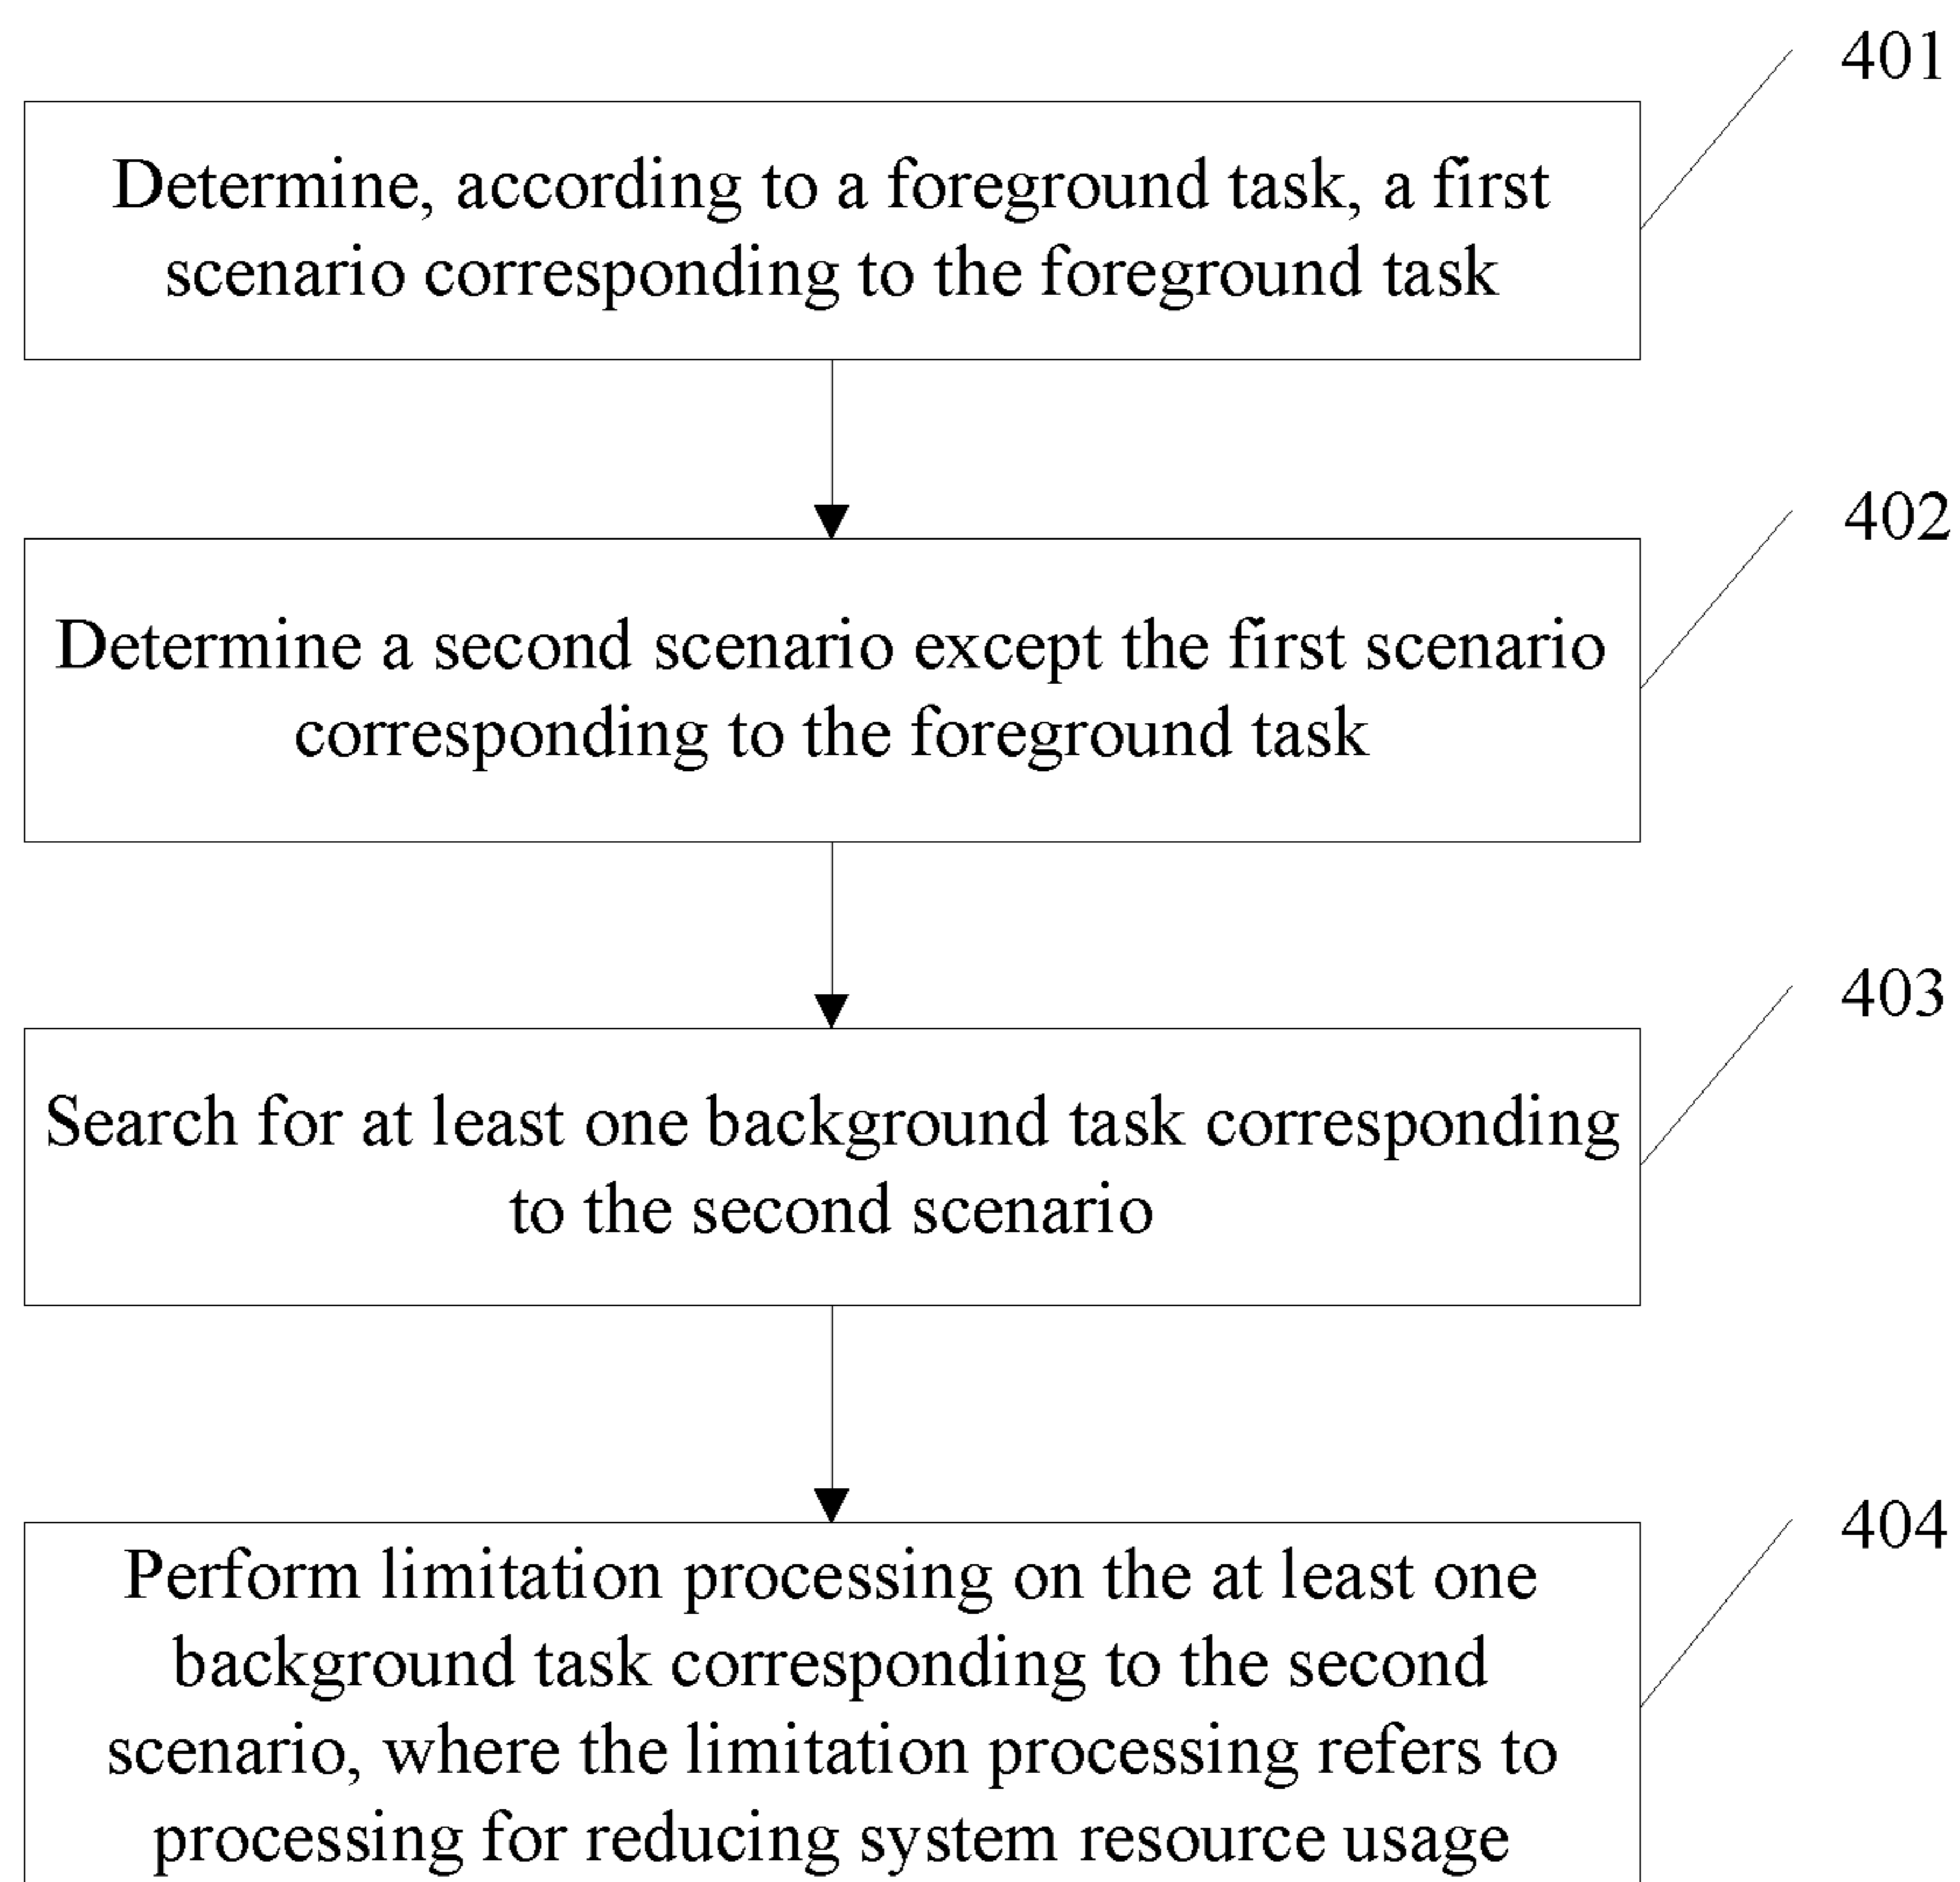 401
Determine, according to a foreground task, a first
scenario corresponding to the foreground task
402
Determine a second scenario except the first scenario
corresponding to the foreground task
403
Search for at least one background task corresponding
to the second scenario
404
Perform limitation processing on the at least one
background task corresponding to the second
scenario, where the limitation processing refers to
processing for reducing system resource usage